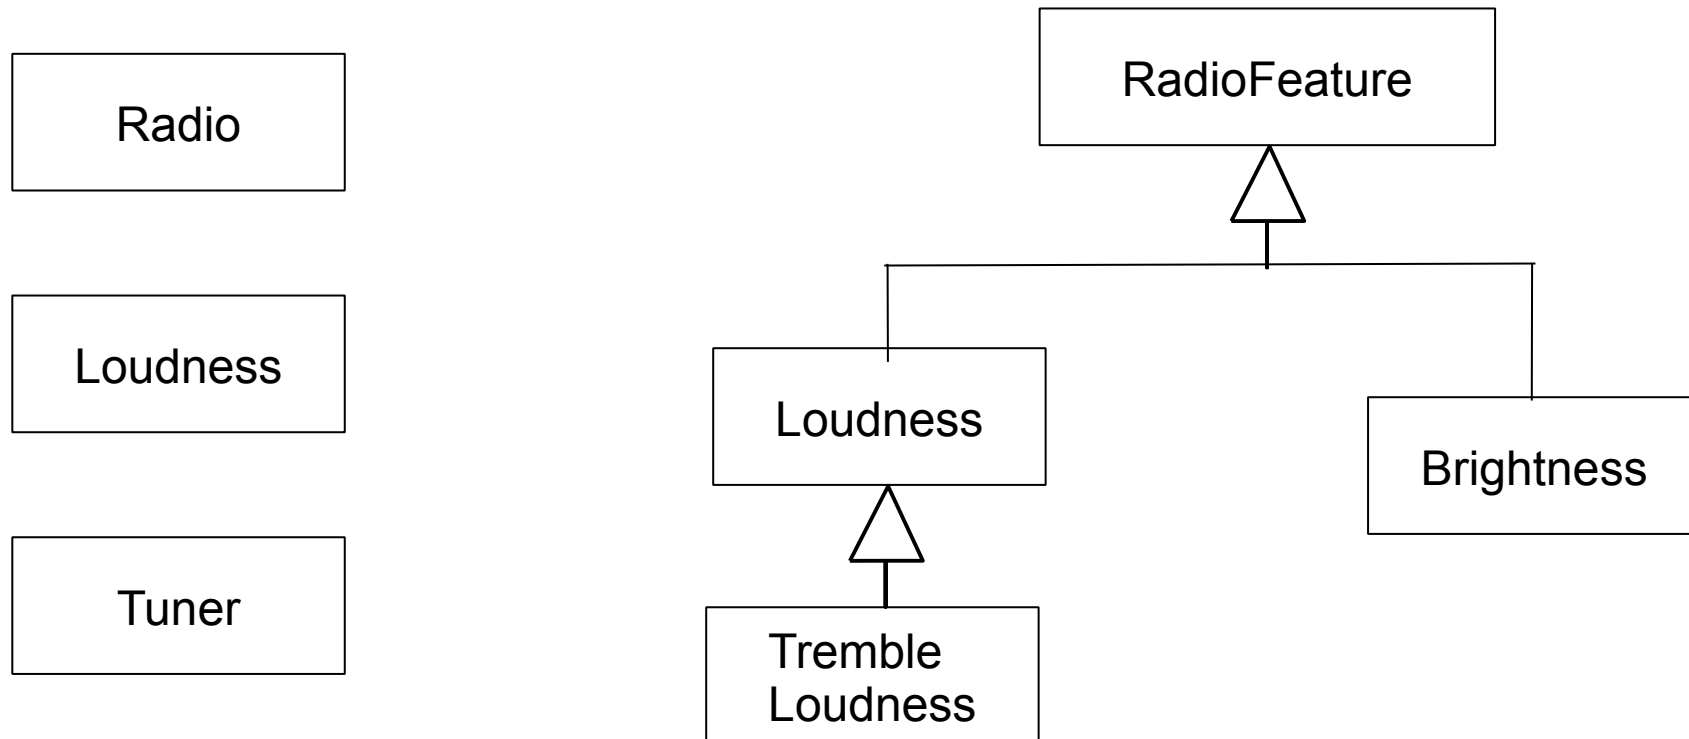 Radio
Loudness
Tuner
RadioFeature
Loudness
Brightness
Tremble
Loudness